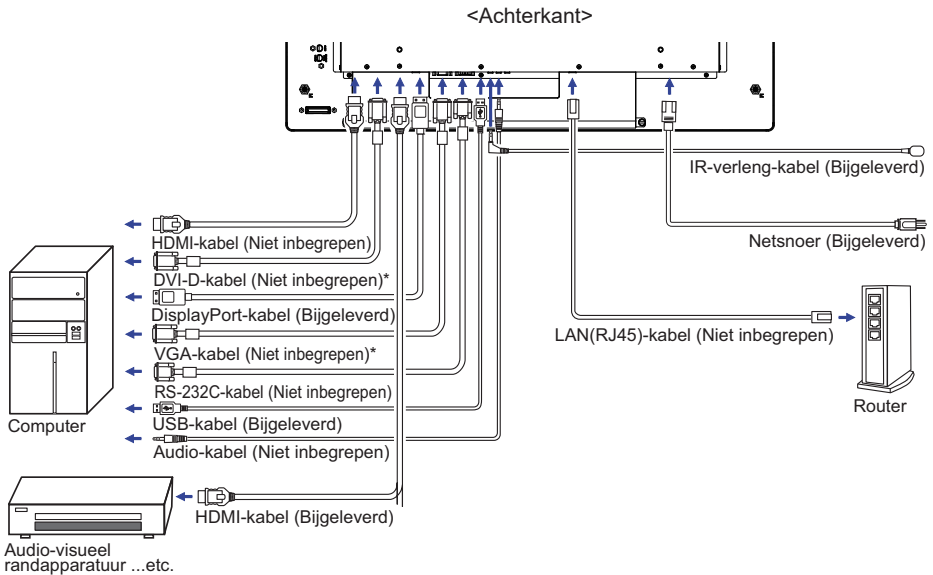 <Achterkant>
IR-verleng-kabel (Bijgeleverd)
Netsnoer (Bijgeleverd)
HDMI-kabel (Niet inbegrepen)
DVI-D-kabel (Niet inbegrepen)*
DisplayPort-kabel (Bijgeleverd)
VGA-kabel (Niet inbegrepen)*
RS-232C-kabel (Niet inbegrepen)
USB-kabel (Bijgeleverd)
Audio-kabel (Niet inbegrepen)
LAN(RJ45)-kabel (Niet inbegrepen)
Computer
Router
HDMI-kabel (Bijgeleverd)
Audio-visueel
randapparatuur ...etc.